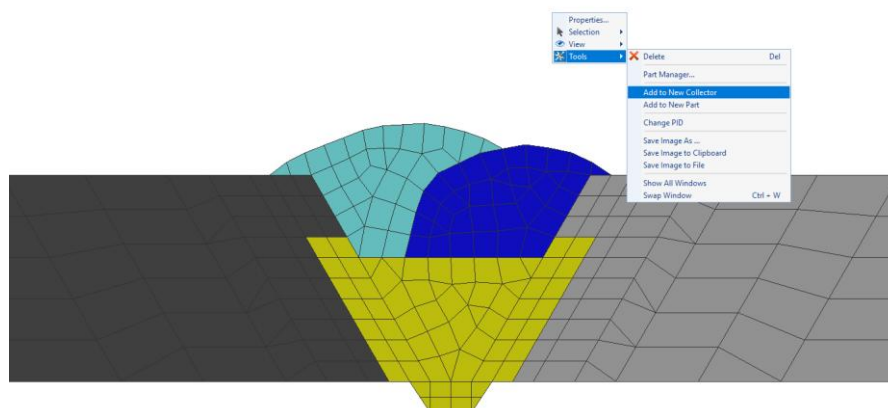 Properties...
Selection
View
Tools
Delete Del
Part Manager...
Add to New Collector
Add to New Part
Change PID
Save Image As ...
Save Image to Clipboard
Save Image to File
Show All Windows
Swap Window Ctrl + W